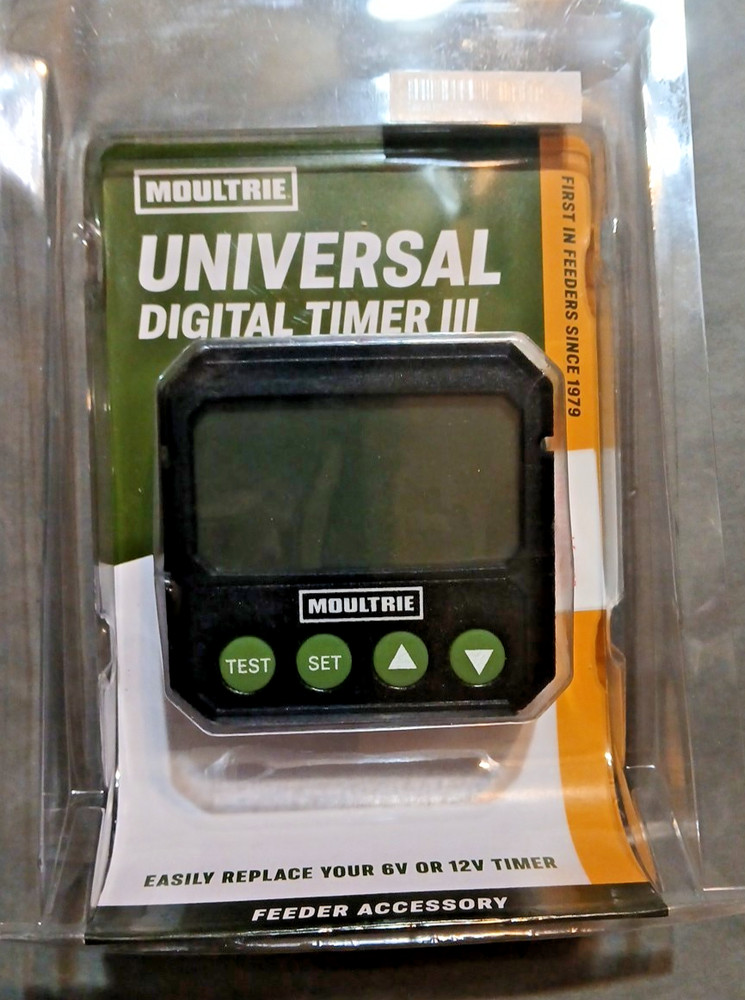 MOULTRIE
UNIVERSAL
DIGITAL TIMER III
FIRST IN FEEDERS SINCE 1979
MOULTRIE
TEST SET
EASILY REPLACE YOUR 6V OR 12V TIMER
FEEDER ACCESSORY